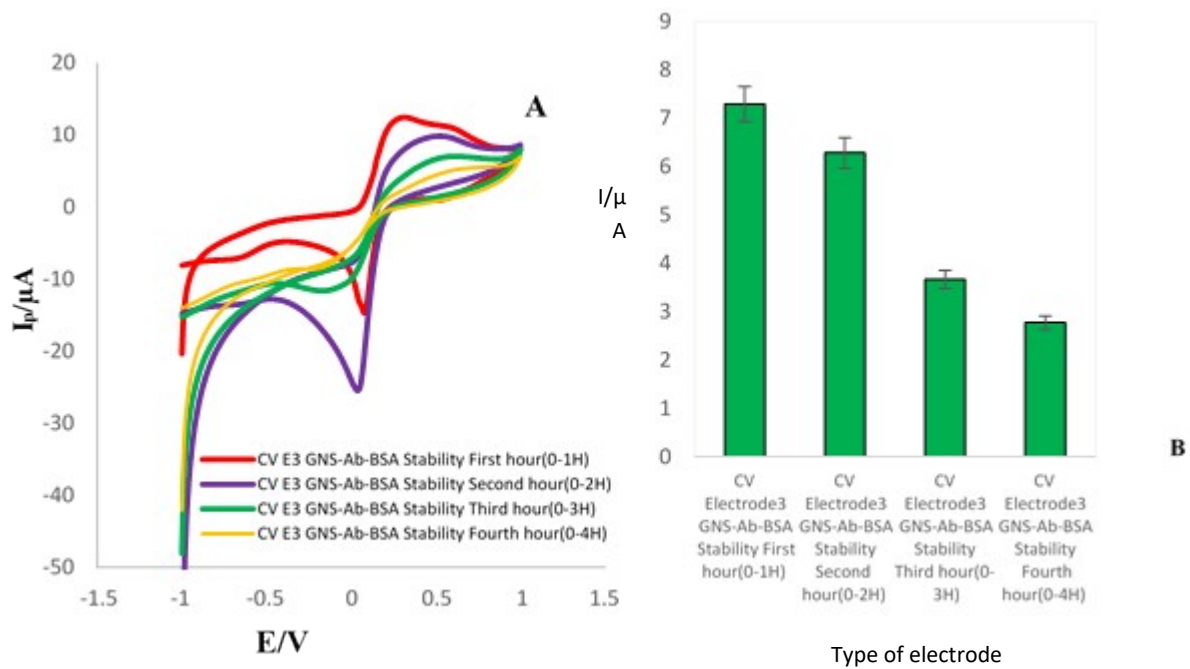 20
10
0
-10
-20
-30
-40
-50
-1.5
-1
-0.5
0
0.5
1
1.5
Iₚ/μA
E/V
A
CV E3 GNS-Ab-BSA Stability First hour(0-1H)
CV E3 GNS-Ab-BSA Stability Second hour(0-2H)
CV E3 GNS-Ab-BSA Stability Third hour(0-3H)
CV E3 GNS-Ab-BSA Stability Fourth hour(0-4H)
9
8
7
6
5
4
3
2
1
0
I/μ
A
B
CV
Electrode3
GNS-Ab-BSA
Stability First
hour(0-1H)
CV
Electrode3
GNS-Ab-BSA
Stability
Second
hour(0-2H)
CV
Electrode3
GNS-Ab-BSA
Stability
Third hour(0-
3H)
CV
Electrode3
GNS-Ab-BSA
Stability
Fourth
hour(0-4H)
Type of electrode